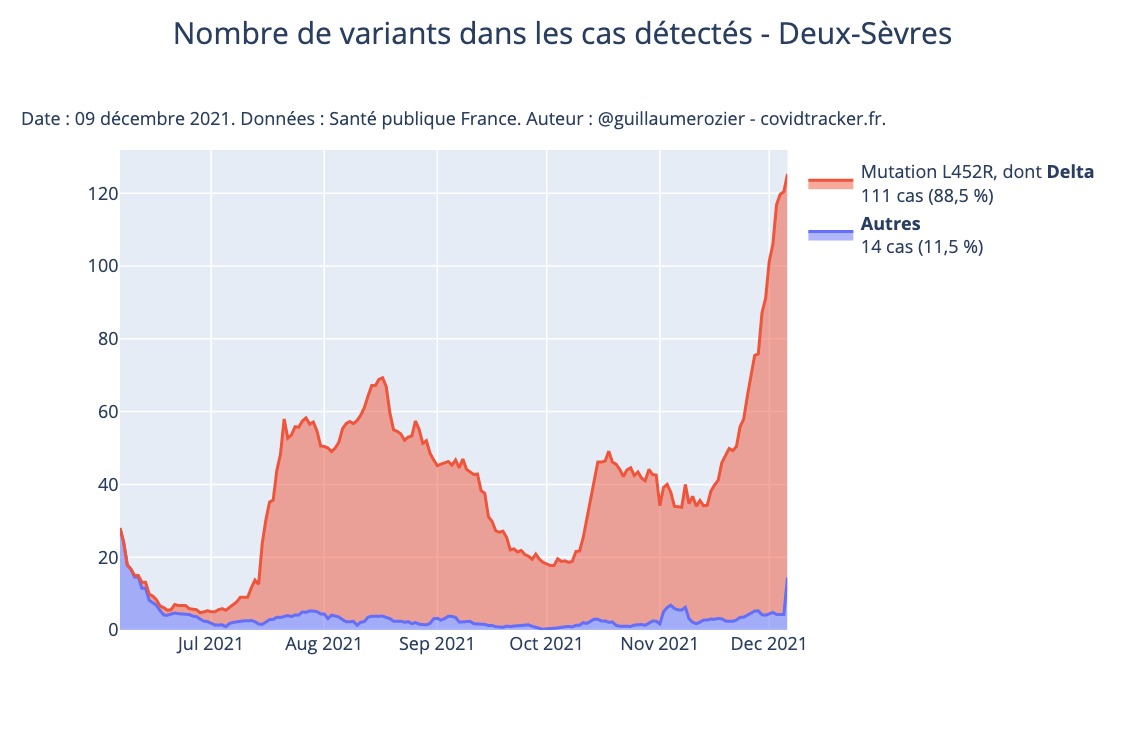 Nombre de variants dans les cas détectés - Deux-Sèvres
Date : 09 décembre 2021. Données : Santé publique France. Auteur : @guillaumerozier - covidtracker.fr.
Mutation L452R, dont Delta
111 cas (88,5 %)
Autres
14 cas (11,5 %)
120
100
80
60
40
20
0
Jul 2021
Aug 2021
Sep 2021
Oct 2021
Nov 2021
Dec 2021